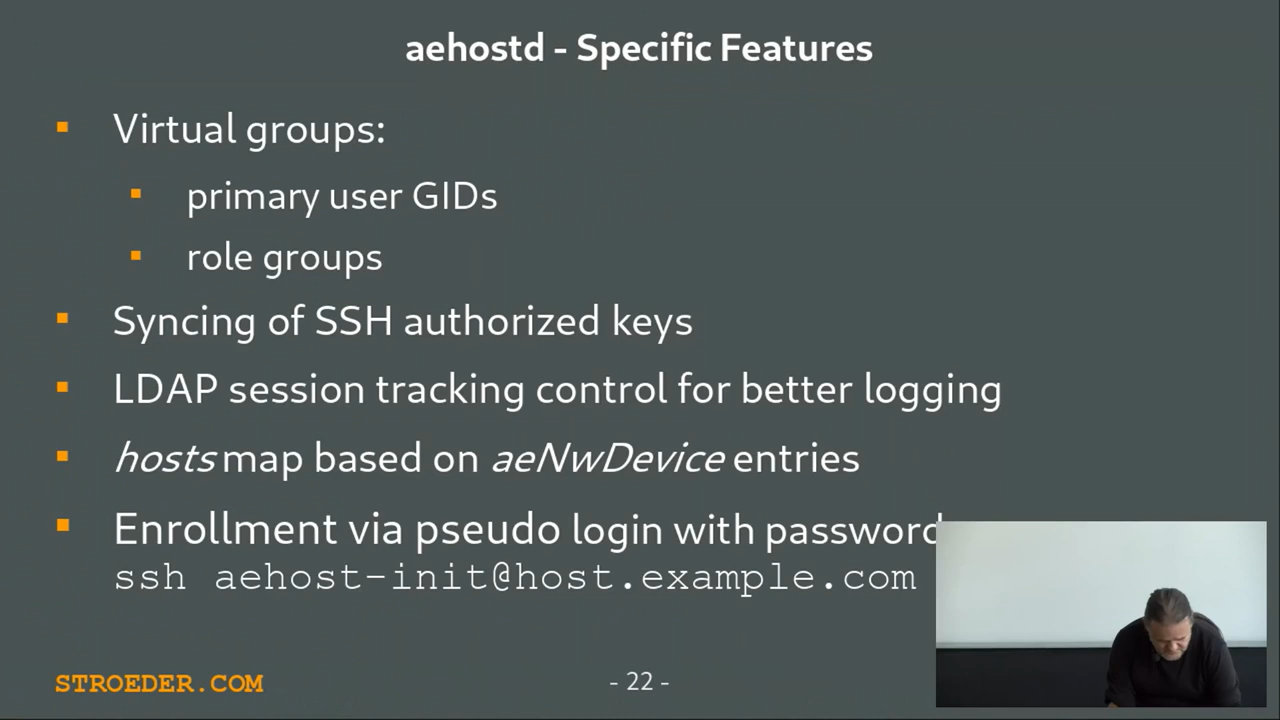 aehostd - Specific Features
Virtual groups:
primary user GIDs
role groups
Syncing of SSH authorized keys
LDAP session tracking control for better logging
hosts map based on aeNwDevice entries
Enrollment via pseudo login with password
ssh aehost-init@host.example.com
STROEDER.COM
- 22 -